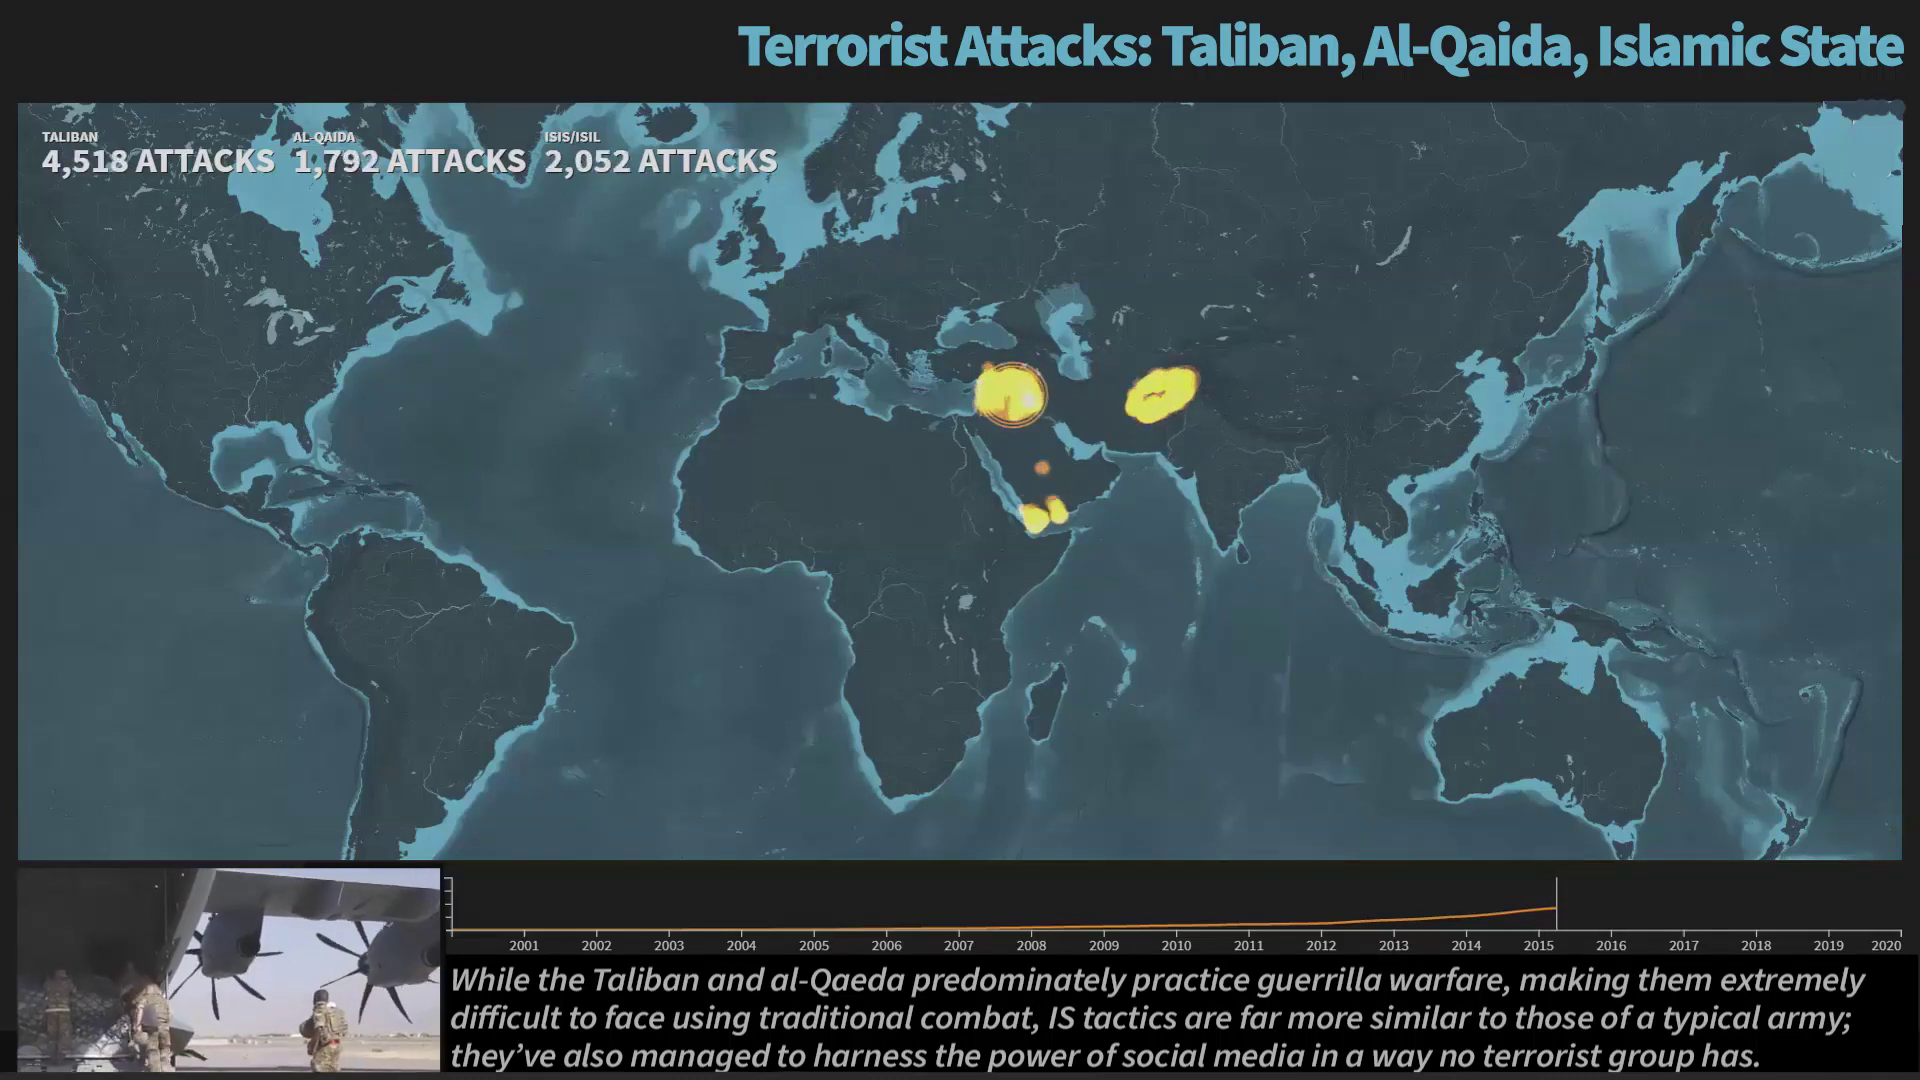 Terrorist Attacks: Taliban, Al-Qaida, Islamic State
TALIBAN AL-QAIDA ISIS/ISIL
4,518 ATTACKS 1,792 ATTACKS 2,052 ATTACKS
2001 2002 2003 2004 2005 2006 2007 2008 2009 2010 2011 2012 2013 2014 2015 2016 2017 2018 2019 2020
While the Taliban and al-Qaeda predominately practice guerrilla warfare, making them extremely
difficult to face using traditional combat, IS tactics are far more similar to those of a typical army;
they’ve also managed to harness the power of social media in a way no terrorist group has.